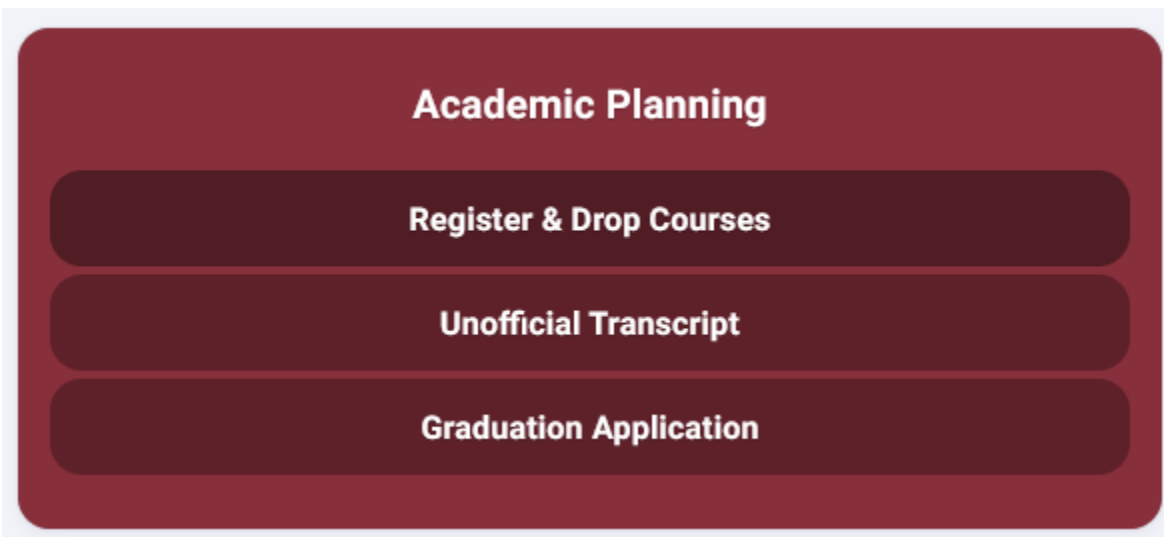 Academic Planning
Register & Drop Courses
Unofficial Transcript
Graduation Application